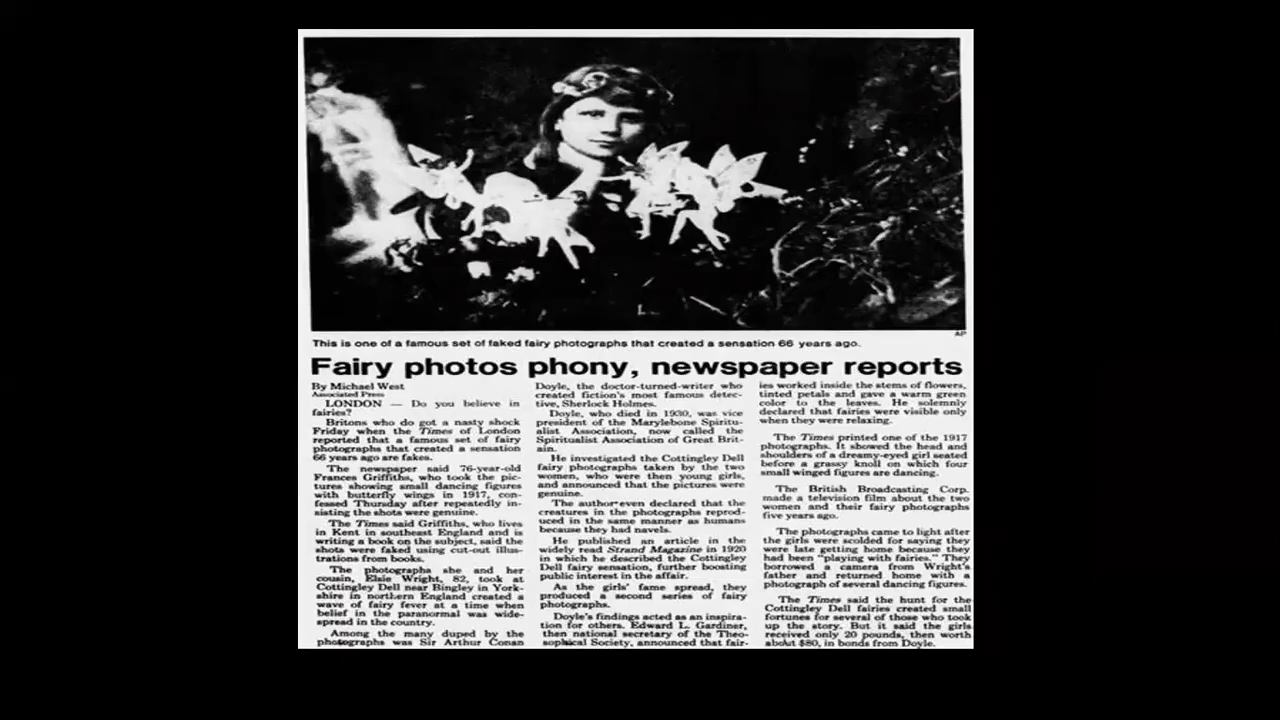 AP
This is one of a famous set of faked fairy photographs that created a sensation 66 years ago.
Fairy photos phony, newspaper reports
By Michael West
Associated Press
LONDON — Do you believe in
fairies?
Britons who do got a nasty shock
Friday when the Times of London
reported that a famous set of fairy
photographs that created a sensation
66 years ago are fakes.
The newspaper said 76-year-old
Frances Griffiths, who took the pic-
tures showing small dancing figures
with butterfly wings in 1917, con-
fessed Thursday after repeatedly in-
sisting the shots were genuine.
The Times said Griffiths, who lives
in Kent in southeast England and is
writing a book on the subject, said the
shots were faked using cut-out illus-
trations from books.
The photographs she and her
cousin, Elsie Wright, 82, took at
Cottingley Dell near Bingley in York-
shire in northern England created a
wave of fairy fever at a time when
belief in the paranormal was wide-
spread in the country.
Among the many duped by the
photographs was Sir Arthur Conan
Doyle, the doctor-turned-writer who
created fiction's most famous detec-
tive, Sherlock Holmes.
Doyle, who died in 1930, was vice
president of the Marylebone Spiritu-
alist Association, now called the
Spiritualist Association of Great Brit-
ain.
He investigated the Cottingley Dell
fairy photographs taken by the two
women, who were then young girls,
and announced that the pictures were
genuine.
The author even declared that the
creatures in the photographs reprod-
uced in the same manner as humans
because they had navels.
He published an article in the
widely read Strand Magazine in 1920
in which he described the Cottingley
Dell fairy sensation, further boosting
public interest in the affair.
As the girls' fame spread, they
produced a second series of fairy
photographs.
Doyle's findings acted as an inspira-
tion for others. Edward L. Gardiner,
then national secretary of the Theo-
sophical Society, announced that fair-
ies worked inside the stems of flowers,
tinted petals and gave a warm green
color to the leaves. He solemnly
declared that fairies were visible only
when they were relaxing.
The Times printed one of the 1917
photographs. It showed the head and
shoulders of a dreamy-eyed girl seated
before a grassy knoll on which four
small winged figures are dancing.
The British Broadcasting Corp.
made a television film about the two
women and their fairy photographs
five years ago.
The photographs came to light after
the girls were scolded for saying they
were late getting home because they
had been "playing with fairies." They
borrowed a camera from Wright's
father and returned home with a
photograph of several dancing figures.
The Times said the hunt for the
Cottingley Dell fairies created small
fortunes for several of those who took
up the story. But it said the girls
received only 20 pounds, then worth
about $80, in bonds from Doyle.